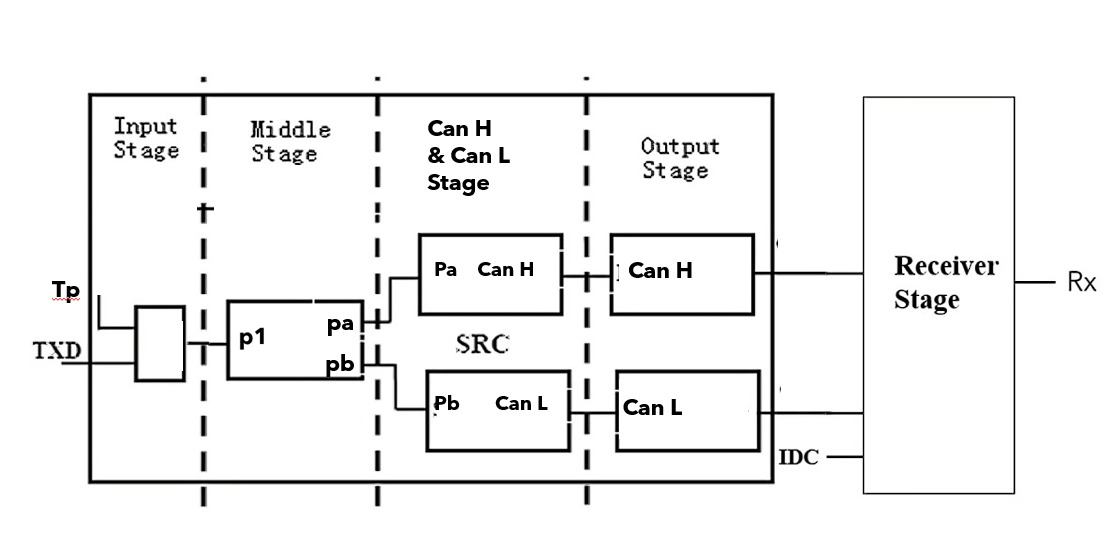 Input
Stage
Middle
Stage
Can H
& Can L
Stage
Output
Stage
Tp
TXD
p1
pa
pb
Pa Can H
SRC
Pb Can L
Can H
Can L
IDC
Receiver
Stage
Rx